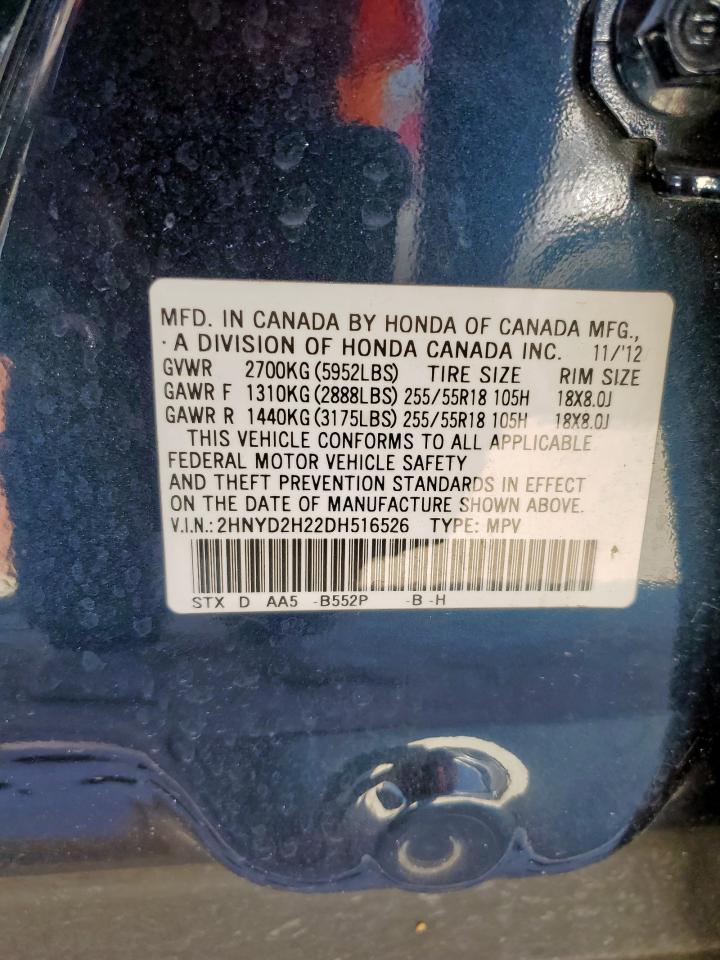 MFD. IN CANADA BY HONDA OF CANADA MFG.,
· A DIVISION OF HONDA CANADA INC. 11/'12
GVWR 2700KG (5952LBS) TIRE SIZE RIM SIZE
GAWR F 1310KG (2888LBS) 255/55R18 105H 18X8.0J
GAWR R 1440KG (3175LBS) 255/55R18 105H 18X8.0J
THIS VEHICLE CONFORMS TO ALL APPLICABLE
FEDERAL MOTOR VEHICLE SAFETY
AND THEFT PREVENTION STANDARDS IN EFFECT
ON THE DATE OF MANUFACTURE SHOWN ABOVE.
V.I.N.: 2HNYD2H22DH516526 TYPE: MPV
STX D AA5 -B552P -B -H